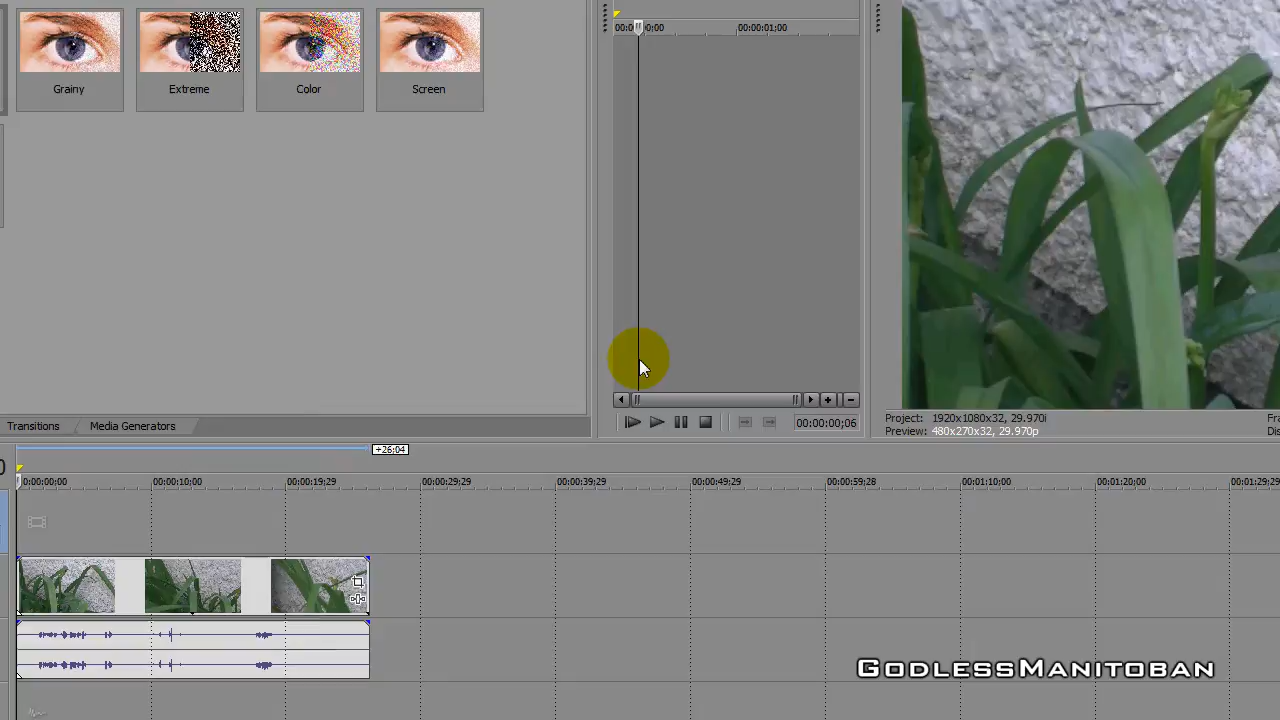 Grainy
Extreme
Color
Screen
00:00:01;00
Transitions
Media Generators
00:00:00;06
Project: 1920x1080x32, 29.970i
Preview: 480x270x32, 29.970p
+26;04
0:00:00;00
00:00:10;00
00:00:19;29
00:00:29;29
00:00:39;29
00:00:49;29
00:00:59;28
00:01:10;00
00:01:20;00
00:01:29;29
GodlessManitoban